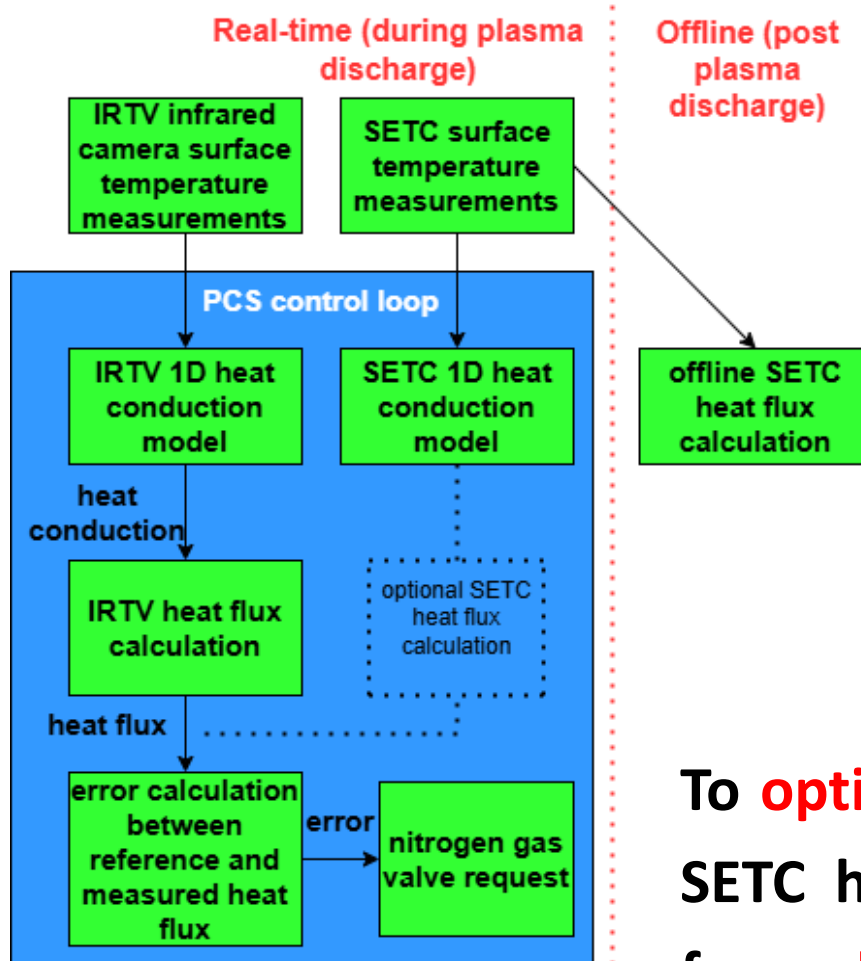 Real-time (during plasma
discharge)
Offline (post
plasma
discharge)
IRTV infrared
camera surface
temperature
measurements
SETC surface
temperature
measurements
PCS control loop
IRTV 1D heat
conduction
model
SETC 1D heat
conduction
model
offline SETC
heat flux
calculation
heat
conduction
IRTV heat flux
calculation
optional SETC
heat flux
calculation
heat flux
error calculation
between
reference and
measured heat
flux
error
nitrogen gas
valve request
To opti
SETC h